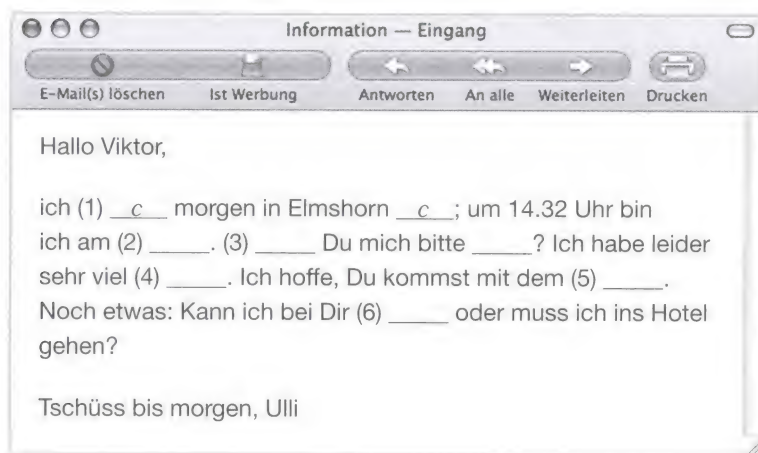 Information — Eingang
E-Mail(s) löschen Ist Werbung Antworten An alle Weiterleiten Drucken
Hallo Viktor,
ich (1) __c__ morgen in Elmshorn __c__; um 14.32 Uhr bin
ich am (2) _____. (3) _____ Du mich bitte _____? Ich habe leider
sehr viel (4) _____. Ich hoffe, Du kommst mit dem (5) _____.
Noch etwas: Kann ich bei Dir (6) _____ oder muss ich ins Hotel
gehen?
Tschüss bis morgen, Ulli